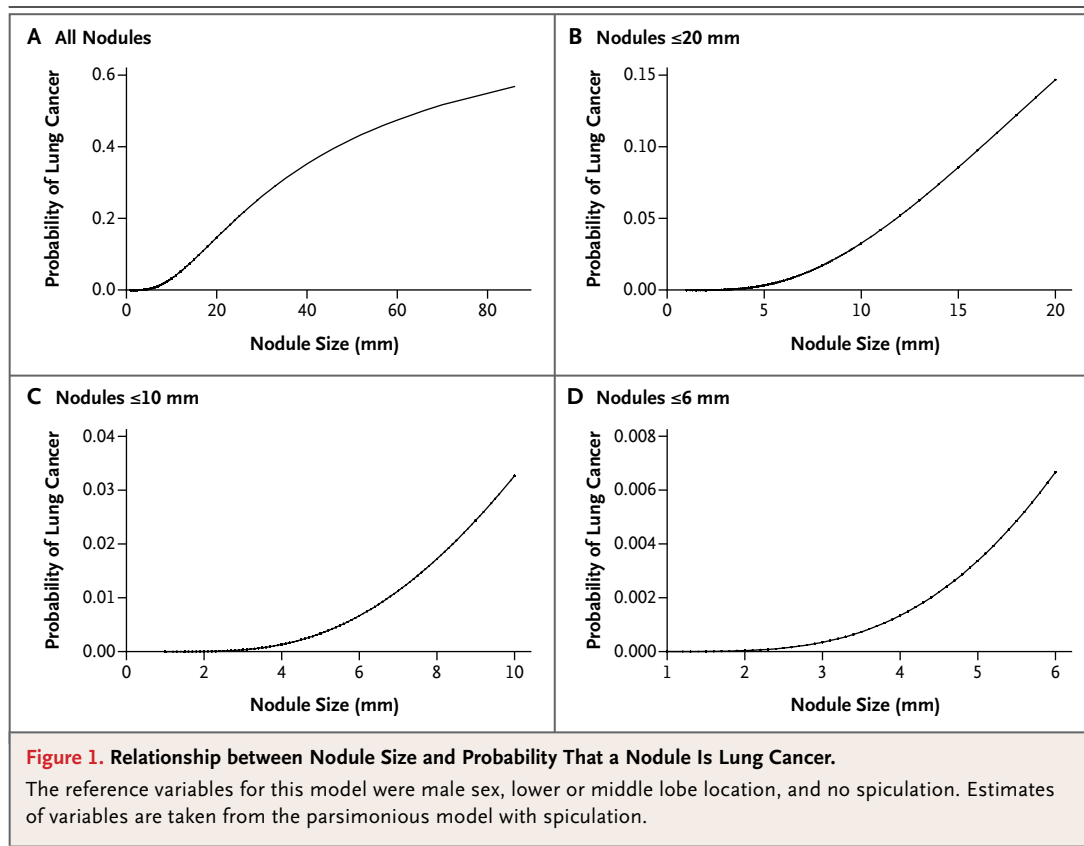 A All Nodules
Probability of Lung Cancer
0.6
0.4
0.2
0.0
0 20 40 60 80
Nodule Size (mm)
B Nodules ≤20 mm
Probability of Lung Cancer
0.15
0.10
0.05
0.00
0 5 10 15 20
Nodule Size (mm)
C Nodules ≤10 mm
Probability of Lung Cancer
0.04
0.03
0.02
0.01
0.00
0 2 4 6 8 10
Nodule Size (mm)
D Nodules ≤6 mm
Probability of Lung Cancer
0.008
0.006
0.004
0.002
0.000
1 2 3 4 5 6
Nodule Size (mm)
Figure 1. Relationship between Nodule Size and Probability That a Nodule Is Lung Cancer.
The reference variables for this model were male sex, lower or middle lobe location, and no spiculation. Estimates
of variables are taken from the parsimonious model with spiculation.